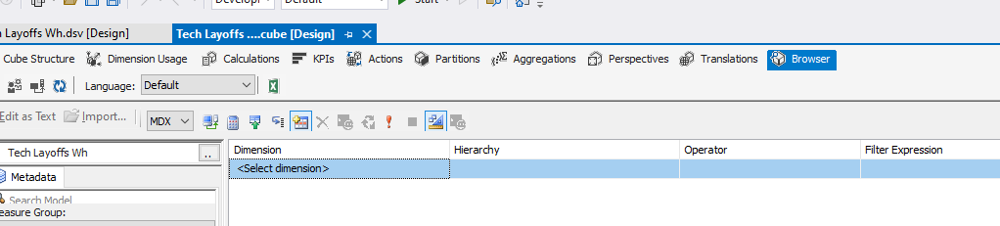 Default
Start
Layoffs Wh.dsv [Design]
Tech Layoffs ....cube [Design]
Cube Structure
Dimension Usage
Calculations
KPIs
Actions
Partitions
Aggregations
Perspectives
Translations
Browser
Language:
Default
Edit as Text
Import...
MDX
Tech Layoffs Wh
..
Dimension
Hierarchy
Operator
Filter Expression
<Select dimension>
Metadata
Search Model
easure Group: